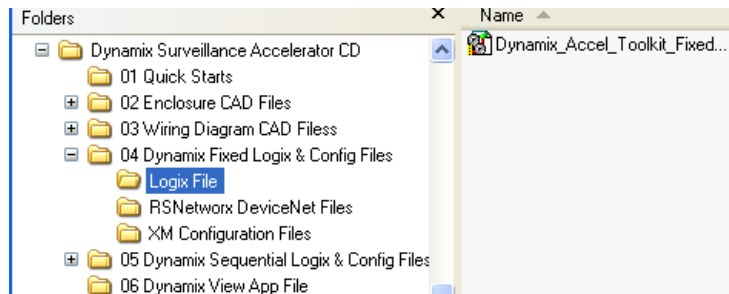 Folders
Name
Dynamix Surveillance Accelerator CD
Dynamix_Accel_Toolkit_Fixed...
01 Quick Starts
02 Enclosure CAD Files
03 Wiring Diagram CAD Filess
04 Dynamix Fixed Logix & Config Files
Logix File
RSNetworx DeviceNet Files
XM Configuration Files
05 Dynamix Sequential Logix & Config Files
06 Dynamix View App File